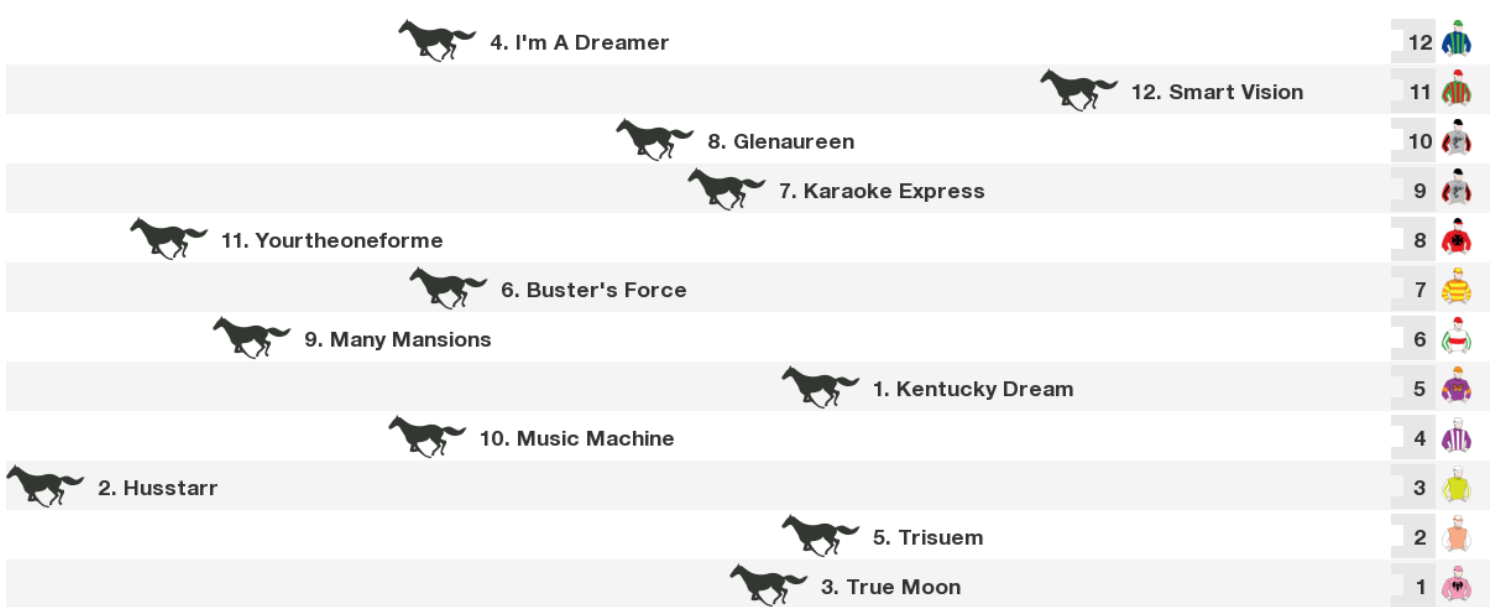 4. I'm A Dreamer 12
12. Smart Vision 11
8. Glenaureen 10
7. Karaoke Express 9
11. Yourtheoneforme 8
6. Buster's Force 7
9. Many Mansions 6
1. Kentucky Dream 5
10. Music Machine 4
2. Husstarr 3
5. Trisuem 2
3. True Moon 1